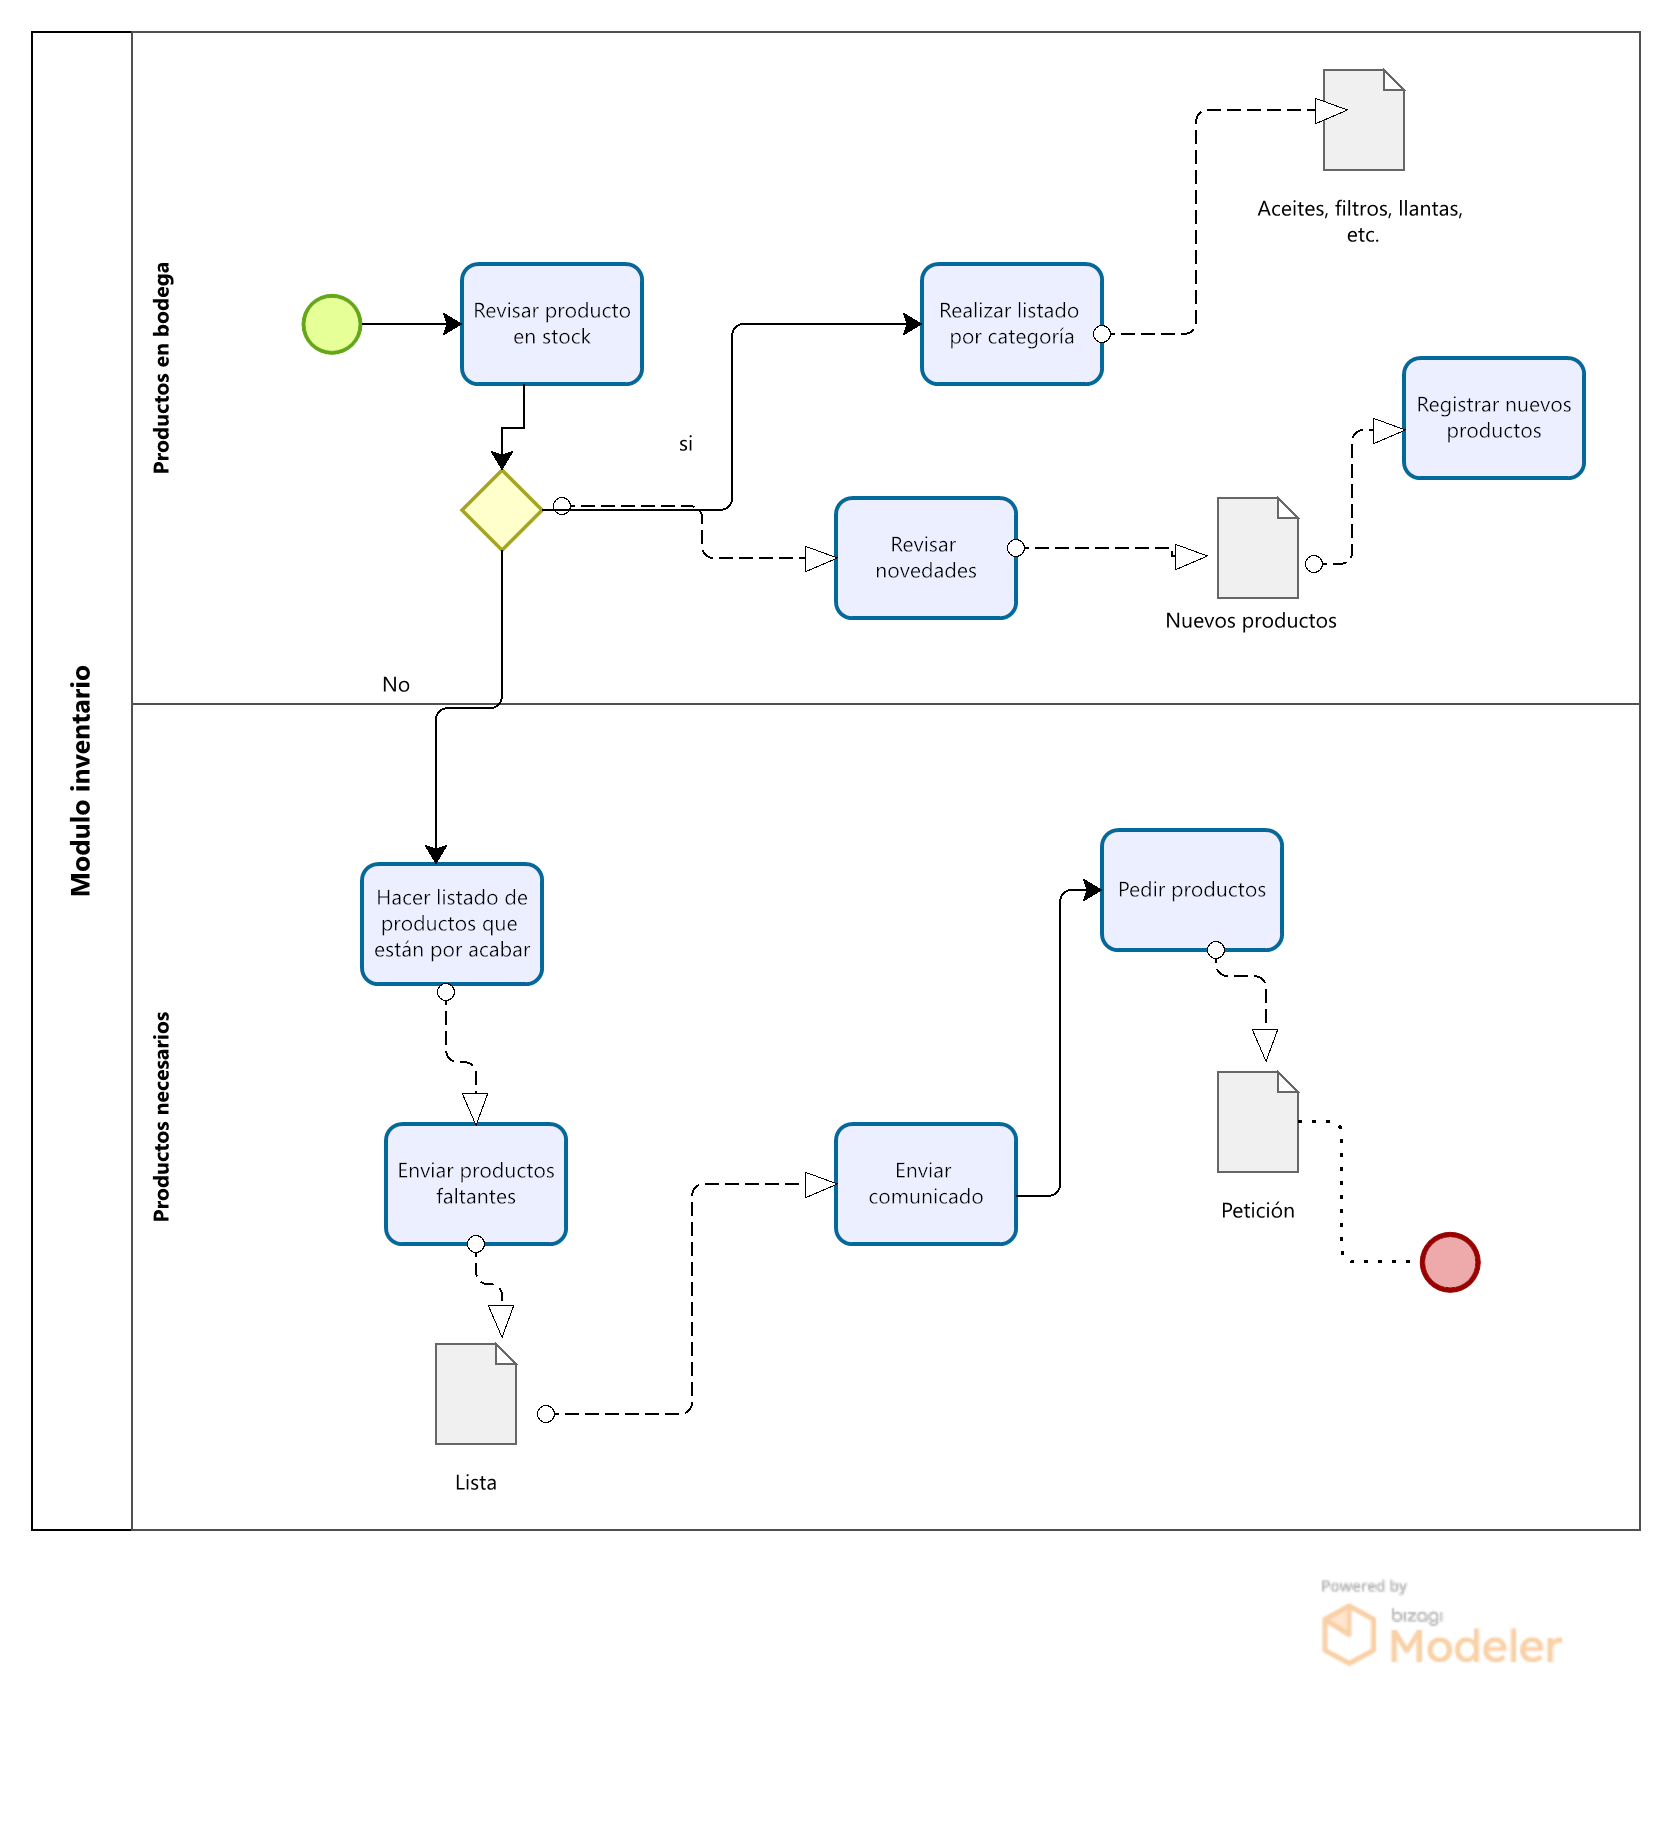 Modulo inventario
Productos en bodega
Aceites, filtros, llantas,
etc.
Revisar producto
en stock
Realizar listado
por categoría
Registrar nuevos
productos
si
Revisar
novedades
Nuevos productos
No
Productos necesarios
Hacer listado de
productos que
están por acabar
Pedir productos
Enviar productos
faltantes
Enviar
comunicado
Petición
Lista
Powered by
bizagi
Modeler